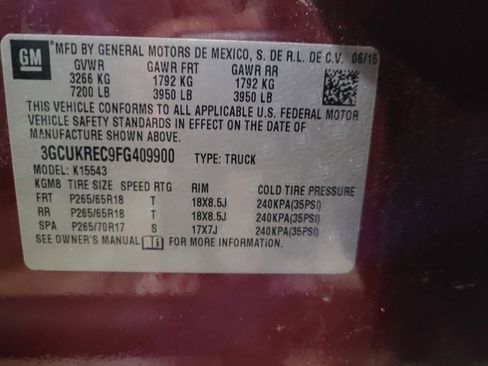 GM MFD BY GENERAL MOTORS DE MEXICO, S. DE R.L. DE C.V. 06/15
GVWR GAWR FRT GAWR RR
3266 KG 1792 KG 1792 KG
7200 LB 3950 LB 3950 LB
THIS VEHICLE CONFORMS TO ALL APPLICABLE U.S. FEDERAL MOTOR
VEHICLE SAFETY STANDARDS IN EFFECT ON THE DATE OF
MANUFACTURE SHOWN ABOVE.
3GCUKREC9FG409900 TYPE: TRUCK
MODEL: K15543
KGM8 TIRE SIZE SPEED RTG RIM COLD TIRE PRESSURE
FRT P265/65R18 T 18X8.5J 240KPA(35PSI)
RR P265/65R18 T 18X8.5J 240KPA(35PSI)
SPA P265/70R17 S 17X7J 240KPA(35PSI)
SEE OWNER'S MANUAL FOR MORE INFORMATION.